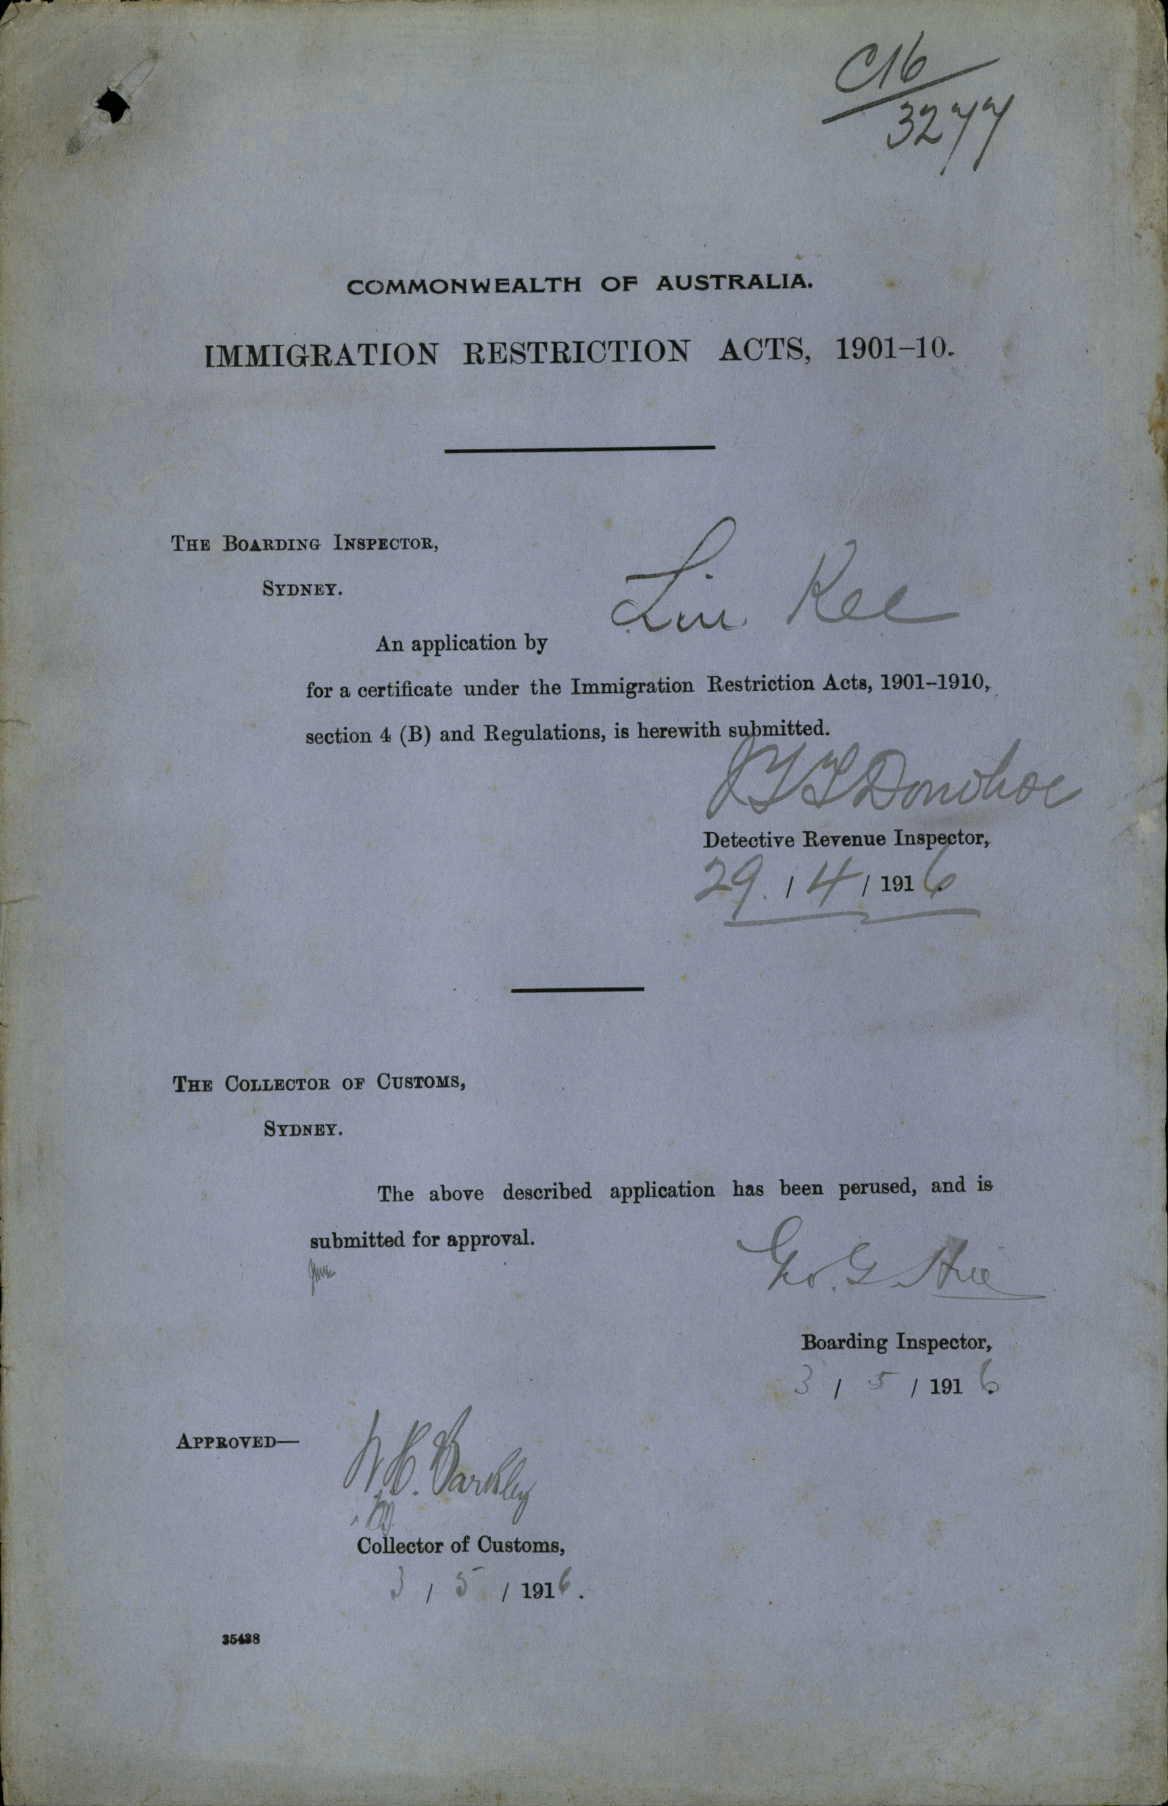 C16
3277
COMMONWEALTH OF AUSTRALIA.
IMMIGRATION RESTRICTION ACTS, 1901–10.
THE BOARDING INSPECTOR,
SYDNEY.
An application by Lin Kee
for a certificate under the Immigration Restriction Acts, 1901–1910,
section 4 (B) and Regulations, is herewith submitted.
Donohoe
Detective Revenue Inspector,
29 / 4 / 1916.
THE COLLECTOR OF CUSTOMS,
SYDNEY.
The above described application has been perused, and is
submitted for approval.
Geo. G.
Boarding Inspector,
3 / 5 / 1916.
APPROVED— W. H. Barkley
Collector of Customs,
3 / 5 / 1916.
35438